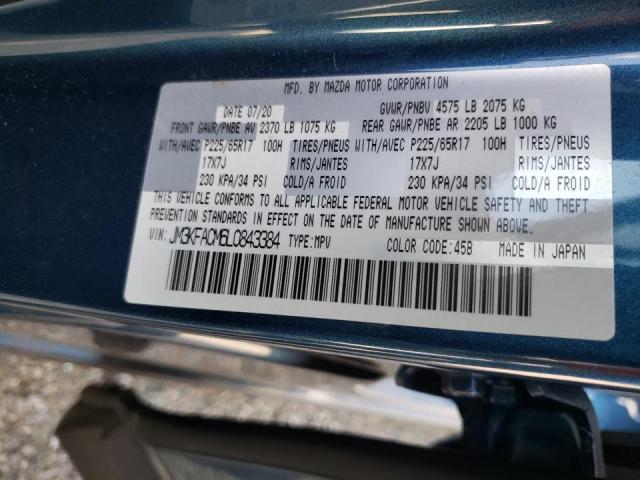 MFD. BY MAZDA MOTOR CORPORATION
DATE 07/20 GVWR/PNBV 4575 LB 2075 KG
FRONT GAWR/PNBE AV 2370 LB 1075 KG REAR GAWR/PNBE AR 2205 LB 1000 KG
WITH/AVEC P225/65R17 100H TIRES/PNEUS WITH/AVEC P225/65R17 100H TIRES/PNEUS
17X7J RIMS/JANTES 17X7J RIMS/JANTES
230 KPA/34 PSI COLD/A FROID 230 KPA/34 PSI COLD/A FROID
THIS VEHICLE CONFORMS TO ALL APPLICABLE FEDERAL MOTOR VEHICLE SAFETY AND THEFT
PREVENTION STANDARDS IN EFFECT ON THE DATE OF MANUFACTURE SHOWN ABOVE.
VIN: JM3KFACM6L0843384 TYPE:MPV COLOR CODE:45B MADE IN JAPAN